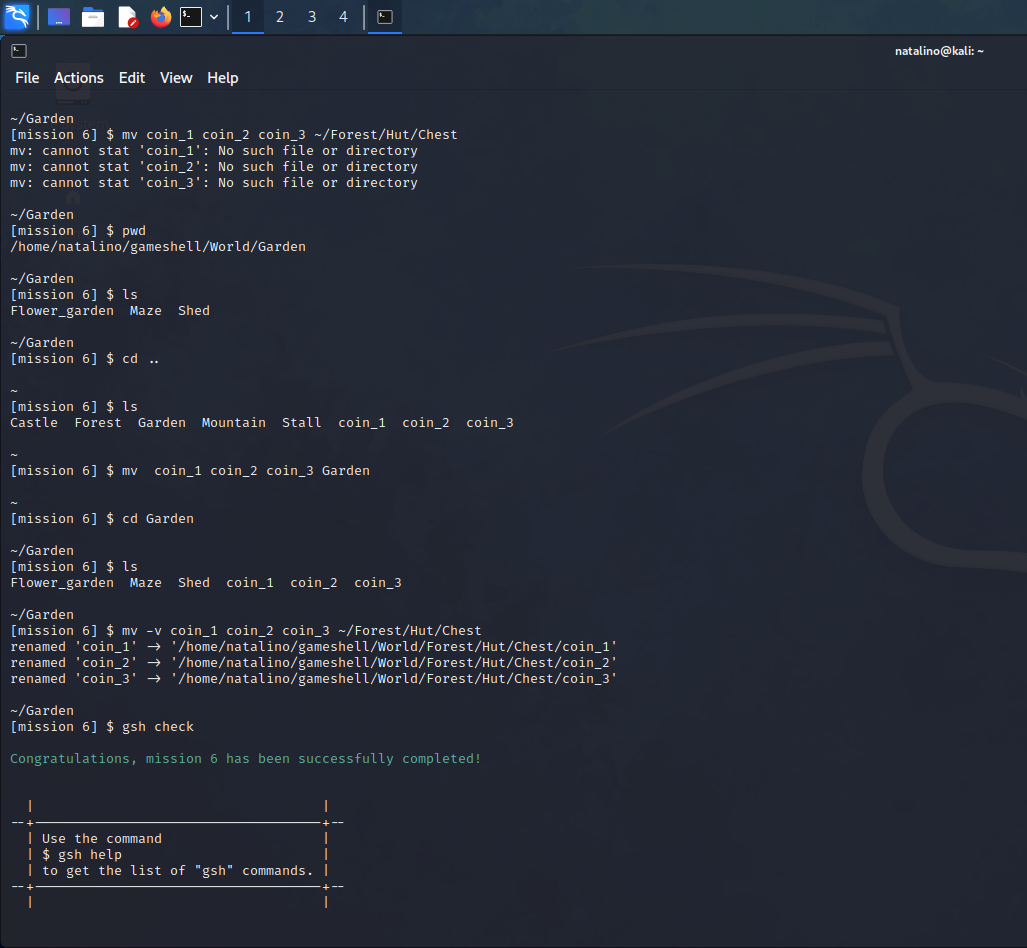 1 2 3 4
natalino@kali: ~
File Actions Edit View Help
~/Garden
[mission 6] $ mv coin_1 coin_2 coin_3 ~/Forest/Hut/Chest
mv: cannot stat 'coin_1': No such file or directory
mv: cannot stat 'coin_2': No such file or directory
mv: cannot stat 'coin_3': No such file or directory
~/Garden
[mission 6] $ pwd
/home/natalino/gameshell/World/Garden
~/Garden
[mission 6] $ ls
Flower_garden  Maze  Shed
~/Garden
[mission 6] $ cd ..
~
[mission 6] $ ls
Castle  Forest  Garden  Mountain  Stall  coin_1  coin_2  coin_3
~
[mission 6] $ mv  coin_1 coin_2 coin_3 Garden
~
[mission 6] $ cd Garden
~/Garden
[mission 6] $ ls
Flower_garden  Maze  Shed  coin_1  coin_2  coin_3
~/Garden
[mission 6] $ mv -v coin_1 coin_2 coin_3 ~/Forest/Hut/Chest
renamed 'coin_1' -> '/home/natalino/gameshell/World/Forest/Hut/Chest/coin_1'
renamed 'coin_2' -> '/home/natalino/gameshell/World/Forest/Hut/Chest/coin_2'
renamed 'coin_3' -> '/home/natalino/gameshell/World/Forest/Hut/Chest/coin_3'
~/Garden
[mission 6] $ gsh check
Congratulations, mission 6 has been successfully completed!
Use the command
$ gsh help
to get the list of "gsh" commands.